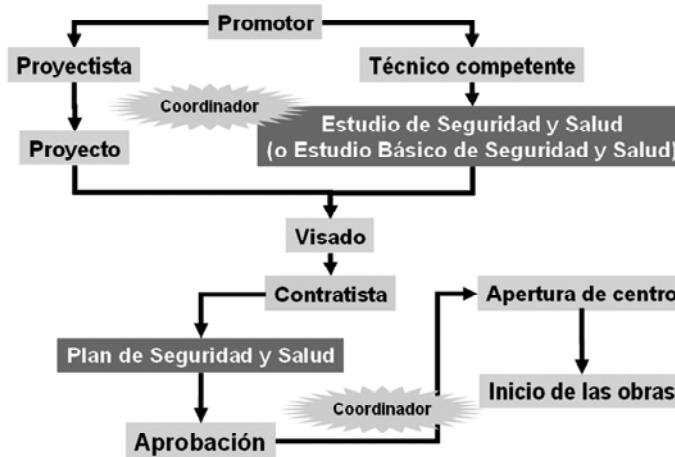 Promotor
Proyectista
Técnico competente
Coordinador
Estudio de Seguridad y Salud
(o Estudio Básico de Seguridad y Salud)
Proyecto
Visado
Contratista
Apertura de centro
Plan de Seguridad y Salud
Inicio de las obras
Coordinador
Aprobación